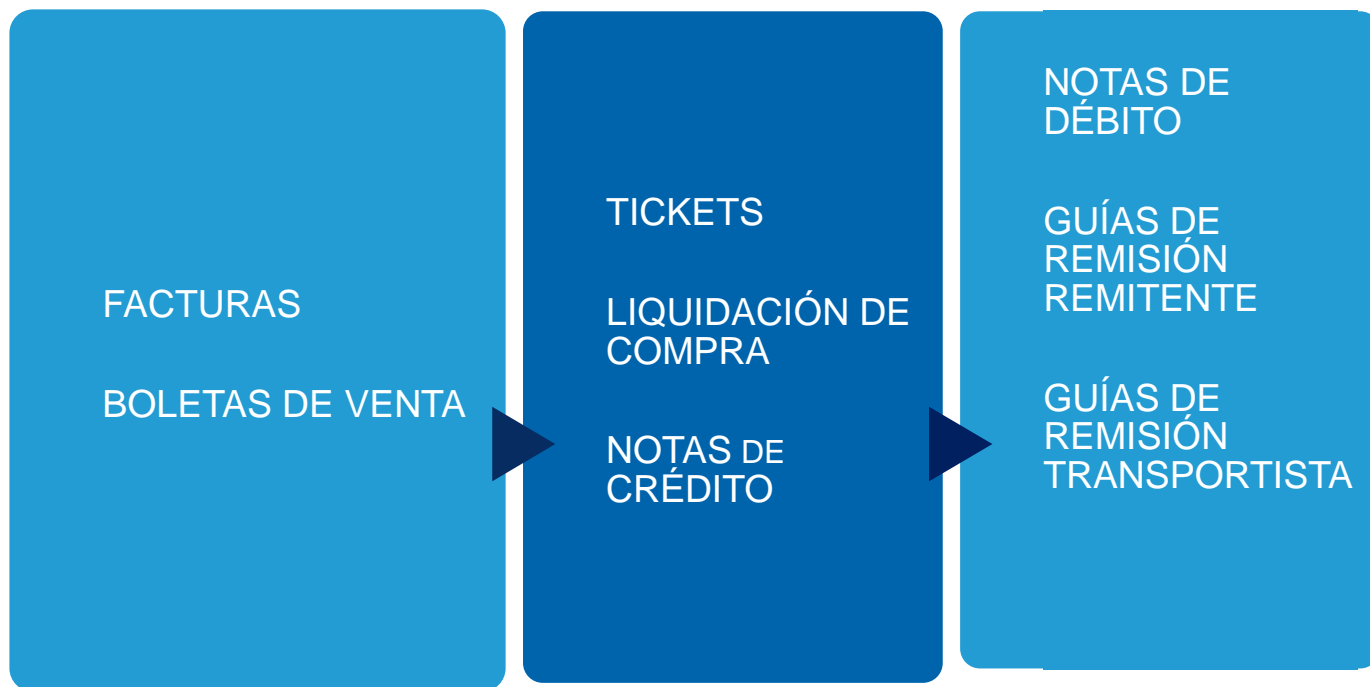 FACTURAS
BOLETAS DE VENTA
TICKETS
LIQUIDACIÓN DE
COMPRA
NOTAS DE
CRÉDITO
NOTAS DE
DÉBITO
GUÍAS DE
REMISIÓN
REMITENTE
GUÍAS DE
REMISIÓN
TRANSPORTISTA